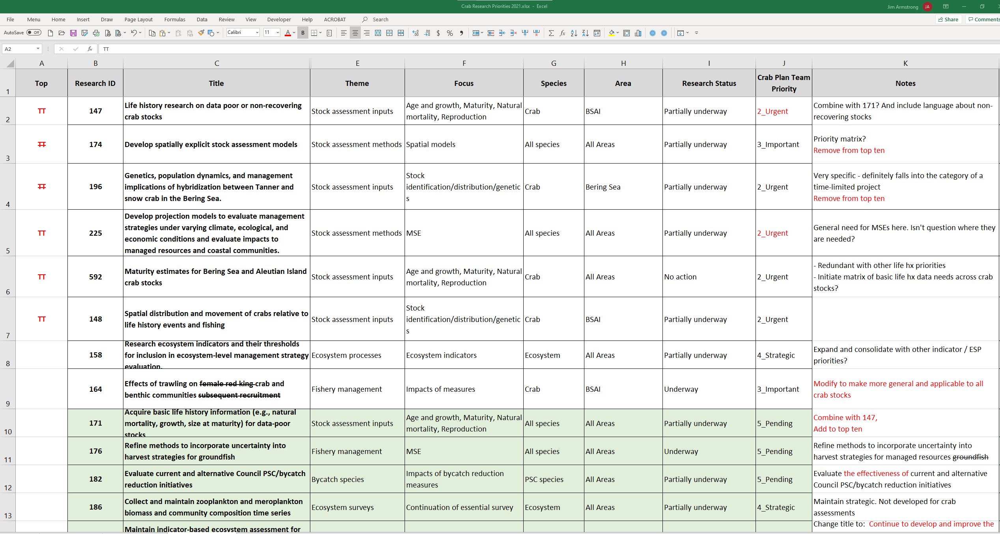 Crab Research Priorities 2021.xlsx - Excel
Jim Armstrong JA
File Menu Home Insert Draw Page Layout Formulas Data Review View Developer Help ACROBAT Search
Share Comments
AutoSave Off Calibri 11
A2 TT
A B C E F G H I J K
1 Top Research ID Title Theme Focus Species Area Research Status Crab Plan Team Priority Notes
2 TT 147 Life history research on data poor or non-recovering
crab stocks
Stock assessment inputs
Age and growth, Maturity, Natural
mortality, Reproduction
Crab BSAI Partially underway 2_Urgent
Combine with 171? And include language about non-
recovering stocks
3 TT 174 Develop spatially explicit stock assessment models
Stock assessment methods Spatial models All species All Areas Partially underway 3_Important
Priority matrix?
Remove from top ten
4 TT 196 Genetics, population dynamics, and management
implications of hybridization between Tanner and
snow crab in the Bering Sea.
Stock assessment inputs
Stock
identification/distribution/genetic
s
Crab Bering Sea Partially underway 2_Urgent
Very specific - definitely falls into the category of a
time-limited project
Remove from top ten
5 TT 225 Develop projection models to evaluate management
strategies under varying climate, ecological, and
economic conditions and evaluate impacts to
managed resources and coastal communities.
Stock assessment methods MSE All species All Areas Partially underway 2_Urgent
General need for MSEs here. Isn't question where they
are needed?
6 TT 592 Maturity estimates for Bering Sea and Aleutian Island
crab stocks
Stock assessment inputs
Age and growth, Maturity, Natural
mortality, Reproduction
Crab All Areas No action 2_Urgent
- Redundant with other life hx priorities
- Initiate matrix of basic life hx data needs across crab
stocks?
7 TT 148 Spatial distribution and movement of crabs relative to
life history events and fishing
Stock assessment inputs
Stock
identification/distribution/genetic
s
Crab BSAI Partially underway 2_Urgent
8 158 Research ecosystem indicators and their thresholds
for inclusion in ecosystem-level management strategy
evaluation.
Ecosystem processes Ecosystem indicators Ecosystem All Areas Partially underway 4_Strategic
Expand and consolidate with other indicator / ESP
priorities?
9 164 Effects of trawling on female red king crab and
benthic communities subsequent recruitment
Fishery management Impacts of measures Crab BSAI Underway 3_Important
Modify to make more general and applicable to all
crab stocks
10 171 Acquire basic life history information (e.g., natural
mortality, growth, size at maturity) for data-poor
stocks
Stock assessment inputs
Age and growth, Maturity, Natural
mortality, Reproduction
All species All Areas Partially underway 5_Pending
Combine with 147,
Add to top ten
11 176 Refine methods to incorporate uncertainty into
harvest strategies for groundfish
Fishery management MSE All species All Areas Underway 5_Pending
Refine methods to incorporate uncertainty into
harvest strategies for managed resources groundfish
12 182 Evaluate current and alternative Council PSC/bycatch
reduction initiatives
Bycatch species
Impacts of bycatch reduction
measures
PSC species All Areas Partially underway 5_Pending
Evaluate the effectiveness of current and alternative
Council PSC/bycatch reduction initiatives
13 186 Collect and maintain zooplankton and meroplankton
biomass and community composition time series
Ecosystem surveys Continuation of essential survey Ecosystem All Areas Partially underway 4_Strategic
Maintain strategic. Not developed for crab
assessments
Maintain indicator-based ecosystem assessment for
Change title to: Continue to develop and improve the